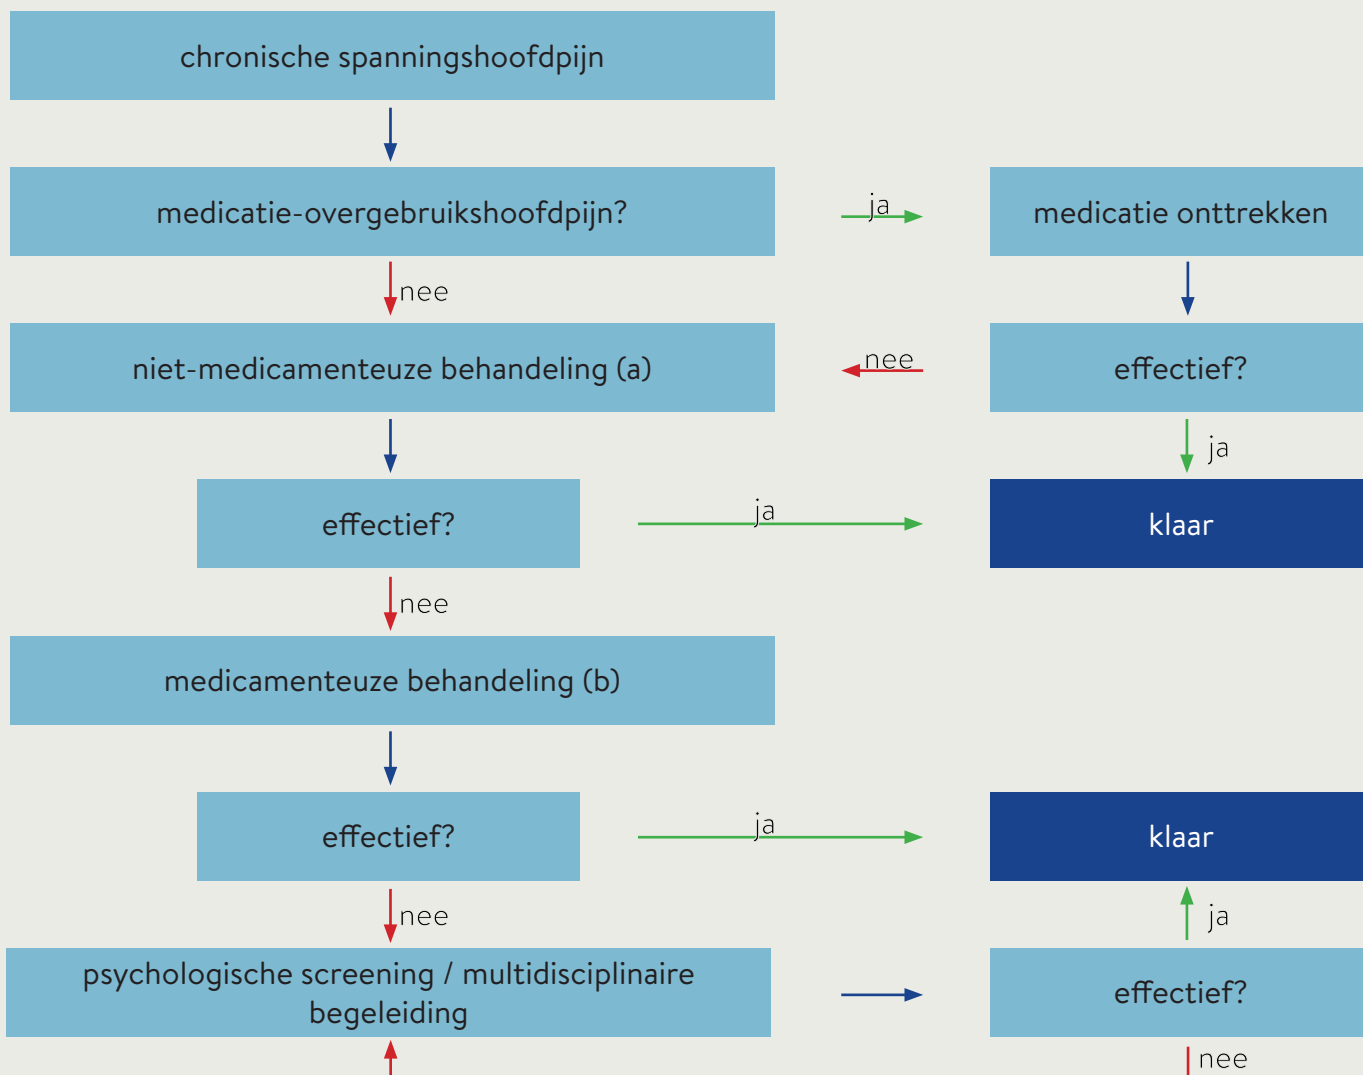 chronische spanningshoofdpijn
medicatie-overgebruikshoofdpijn?
ja
medicatie onttrekken
nee
niet-medicamenteuze behandeling (a)
nee
effectief?
ja
effectief?
ja
klaar
nee
medicamenteuze behandeling (b)
effectief?
ja
klaar
nee
ja
psychologische screening / multidisciplinaire
begeleiding
effectief?
nee